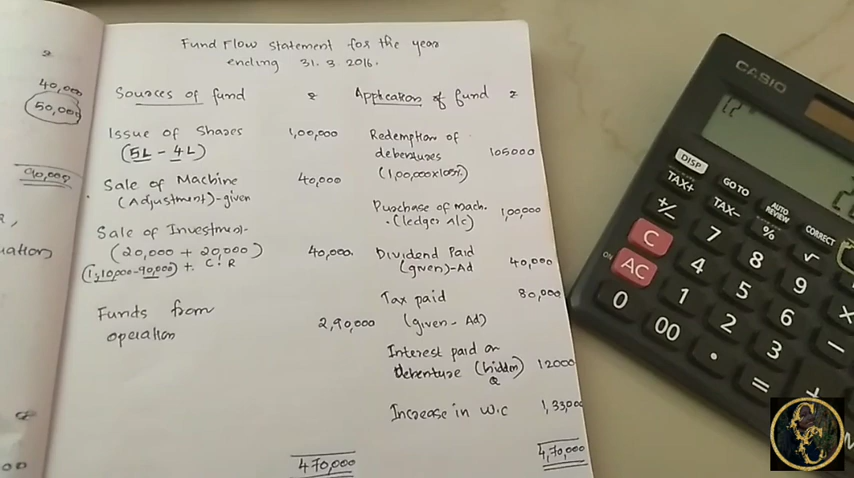 ₹
40,000
50,000
90,000
Fund Flow statement for the year
ending 31.3.2016.
Sources of fund ₹
Issue of Shares 1,00,000
(5L - 4L)
Sale of Machine 40,000
(Adjustment)-given
Sale of Investment-
(20,000 + 20,000) 40,000
(1,10,000-90,000) + C.R
Funds from
operation 2,90,000
470,000
Application of fund ₹
Redemption of
debentures 105000
Purchase of mach. 1,00,000
(ledger A/c)
Dividend Paid 40,000
(given)-Ad
Tax paid 80,000
(given-Ad)
Interest paid on
Debenture (hiddn) 12000
Q
Increase in W.C 1,33,000
4,70,000
CASIO
DISP
GO TO
AUTO
REVIEW
CORRECT
TAX+
TAX-
%
√
+/-
C
7
8
9
ON
AC
4
5
6
X
0
1
2
3
−
00
·
=
+